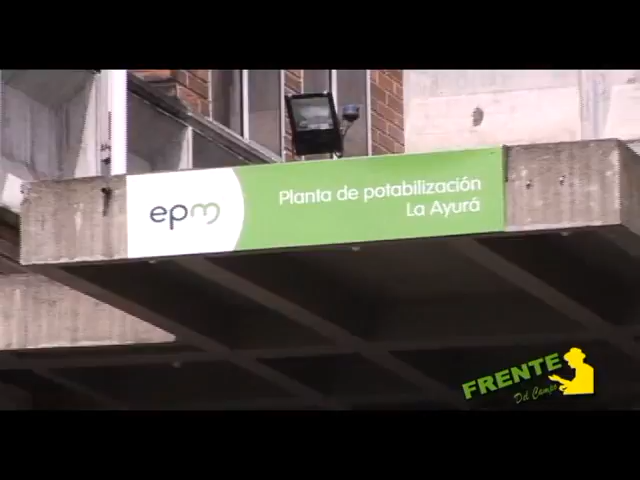 epm
Planta de potabilización
La Ayurá
FRENTE
Del Campo